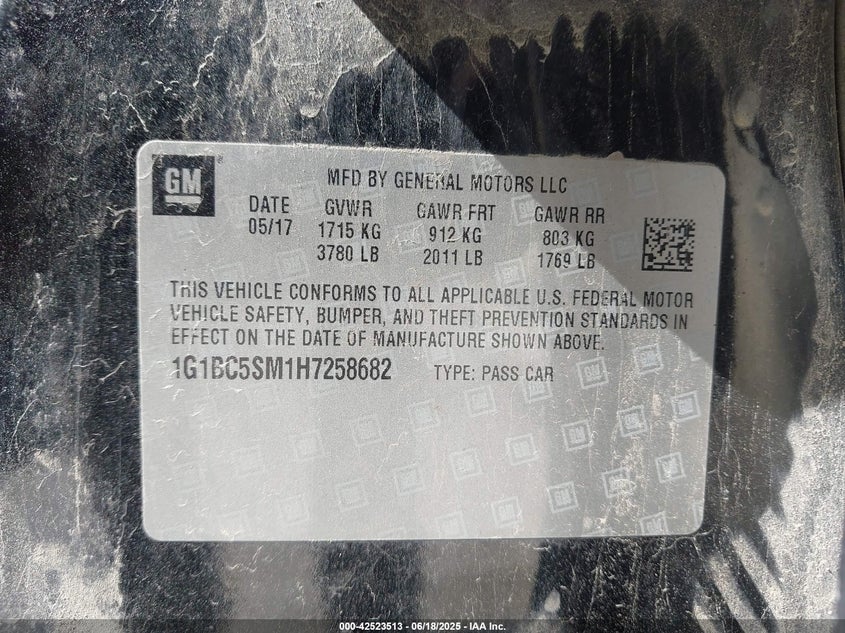 GM
MFD BY GENERAL MOTORS LLC
DATE GVWR GAWR FRT GAWR RR
05/17 1715 KG 912 KG 803 KG
3780 LB 2011 LB 1769 LB
THIS VEHICLE CONFORMS TO ALL APPLICABLE U.S. FEDERAL MOTOR
VEHICLE SAFETY, BUMPER, AND THEFT PREVENTION STANDARDS IN
EFFECT ON THE DATE OF MANUFACTURE SHOWN ABOVE.
1G1BC5SM1H7258682 TYPE: PASS CAR
000-42523513 / 06/18/2025 - IAA Inc.